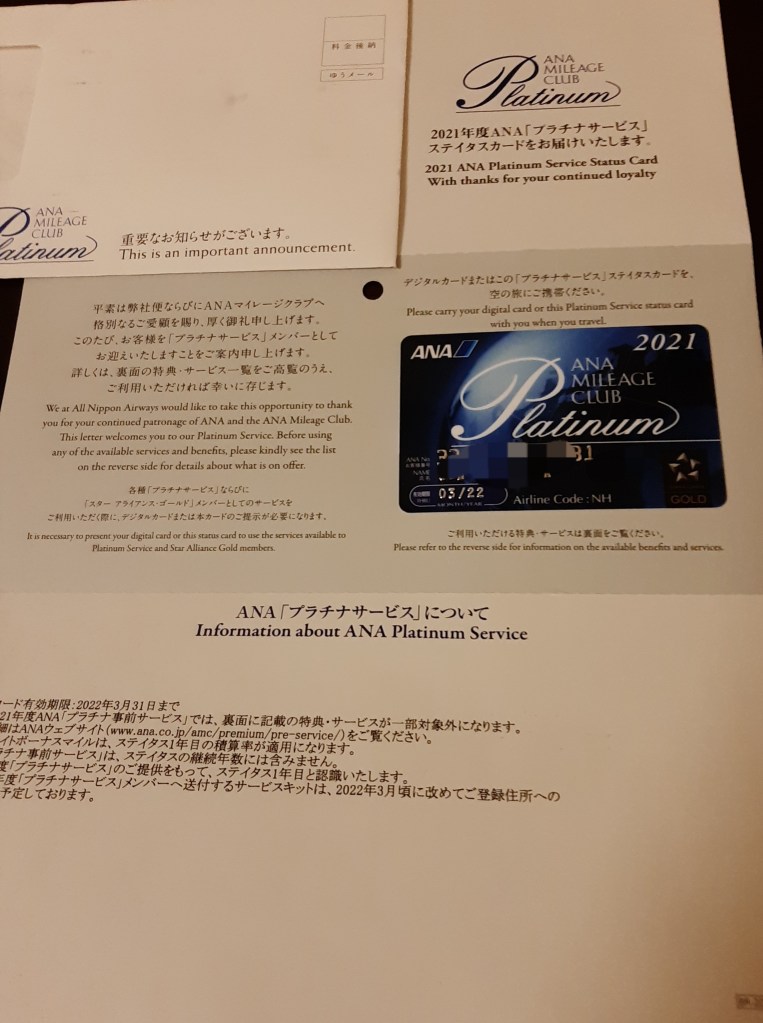 料金後納
ゆうメール
ANA
MILEAGE
CLUB
Platinum
重要なお知らせがございます。
This is an important announcement.
ANA
MILEAGE
CLUB
Platinum
2021年度ANA「プラチナサービス」
ステイタスカードをお届けいたします。
2021 ANA Platinum Service Status Card
With thanks for your continued loyalty
平素は弊社便ならびにANAマイレージクラブへ
格別なるご愛顧を賜り、厚く御礼申し上げます。
このたび、お客様を「プラチナサービス」メンバーとして
お迎えいたしますことをご案内申し上げます。
詳しくは、裏面の特典・サービス一覧をご高覧のうえ、
ご利用いただければ幸いに存じます。
We at All Nippon Airways would like to take this opportunity to thank
you for your continued patronage of ANA and the ANA Mileage Club.
This letter welcomes you to our Platinum Service. Before using
any of the available services and benefits, please kindly see the list
on the reverse side for details about what is on offer.
各種「プラチナサービス」ならびに
「スター アライアンス・ゴールド」メンバーとしてのサービスを
ご利用いただく際に、デジタルカードまたは本カードのご提示が必要になります。
It is necessary to present your digital card or this status card to use the services available to
Platinum Service and Star Alliance Gold members.
デジタルカードまたはこの「プラチナサービス」ステイタスカードを、
空の旅にご携帯ください。
Please carry your digital card or this Platinum Service status card
with you when you travel.
ANA 2021
ANA
MILEAGE
CLUB
Platinum
ANA No.
お客様番号
NAME
03/22
MONTH/YEAR
Airline Code : NH
GOLD
ご利用いただける特典・サービスは裏面をご覧ください。
Please refer to the reverse side for information on the available benefits and services.
ANA「プラチナサービス」について
Information about ANA Platinum Service
カード有効期限：2022年3月31日まで
21年度ANA「プラチナ事前サービス」では、裏面に記載の特典・サービスが一部対象外になります。
細はANAウェブサイト(www.ana.co.jp/amc/premium/pre-service/)をご覧ください。
イトボーナスマイルは、ステイタス1年目の積算率が適用になります。
ラチナ事前サービス」は、ステイタスの継続年数には含みません。
度「プラチナサービス」のご提供をもって、ステイタス1年目と認識いたします。
年度「プラチナサービス」メンバーへ送付するサービスキットは、2022年3月頃に改めてご登録住所への
予定しております。